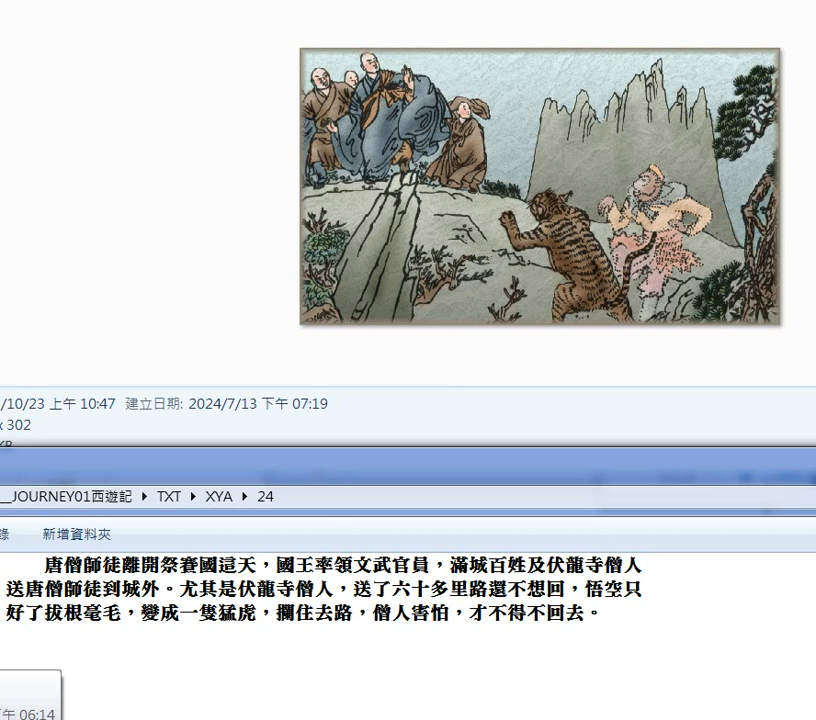 /10/23 上午 10:47 建立日期: 2024/7/13 下午 07:19
x 302
__JOURNEY01西遊記 ▸ TXT ▸ XYA ▸ 24
錄 新增資料夾
唐僧師徒離開祭賽國這天，國王率領文武官員，滿城百姓及伏龍寺僧人
送唐僧師徒到城外。尤其是伏龍寺僧人，送了六十多里路還不想回，悟空只
好了拔根毫毛，變成一隻猛虎，攔住去路，僧人害怕，才不得不回去。
午 06:14